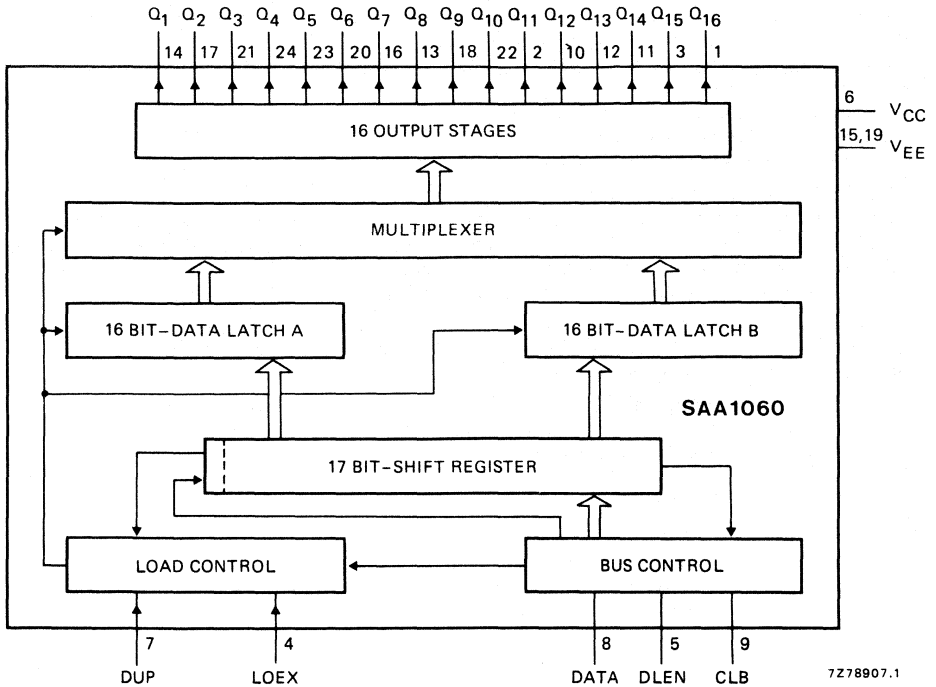 Q1 Q2 Q3 Q4 Q5 Q6 Q7 Q8 Q9 Q10 Q11 Q12 Q13 Q14 Q15 Q16
14 17 21 24 23 20 16 13 18 22 2 10 12 11 3 1
16 OUTPUT STAGES
6 VCC
15,19 VEE
MULTIPLEXER
16 BIT-DATA LATCH A
16 BIT-DATA LATCH B
SAA1060
17 BIT-SHIFT REGISTER
LOAD CONTROL
BUS CONTROL
7 4 8 5 9
DUP LOEX DATA DLEN CLB
7Z78907.1